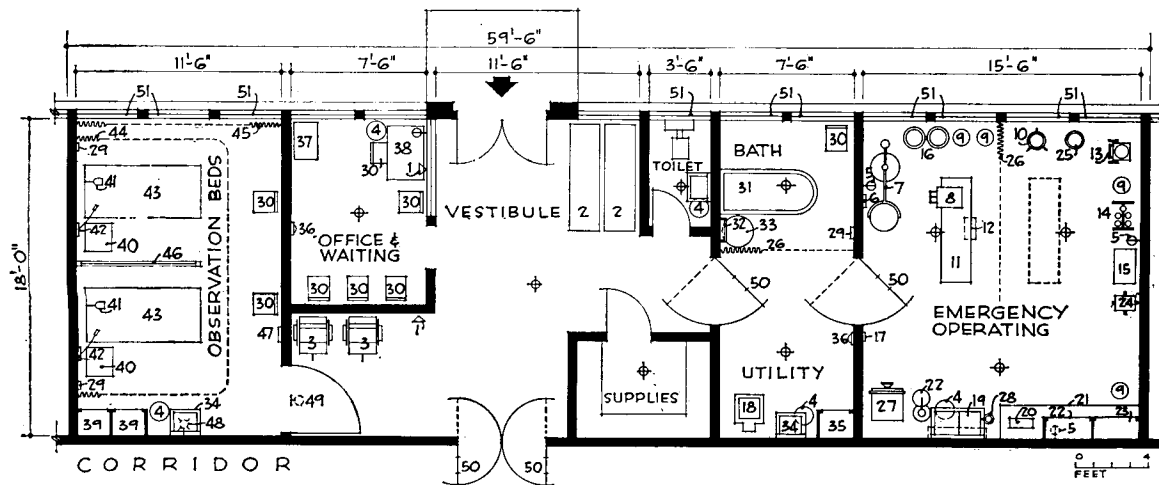 59'-6"
11'-6" 7'-6" 11'-6" 3'-6" 7'-6" 15'-6"
51 51 51 51 51 51 51
44 45 29 37 4 38 30 16 9 9 10 25 13
26
TOILET BATH 30
41 43 30 1 5 7 6 8 9
30 30 4 31 14
VESTIBULE 2 2
42 40 36 32 33 29 12 5
OFFICE &
WAITING
26
46 11 15
18'-0"
OBSERVATION BEDS
41 43 30 30 30 30 50 50 24
EMERGENCY
OPERATING
47 3 3 1 36 17
42 40
UTILITY
29 49 SUPPLIES 22 9
4 34 18 4 27 4 19 28 21
39 39 48 34 35 20 22 23
5
CORRIDOR 50 50
0 4
FEET